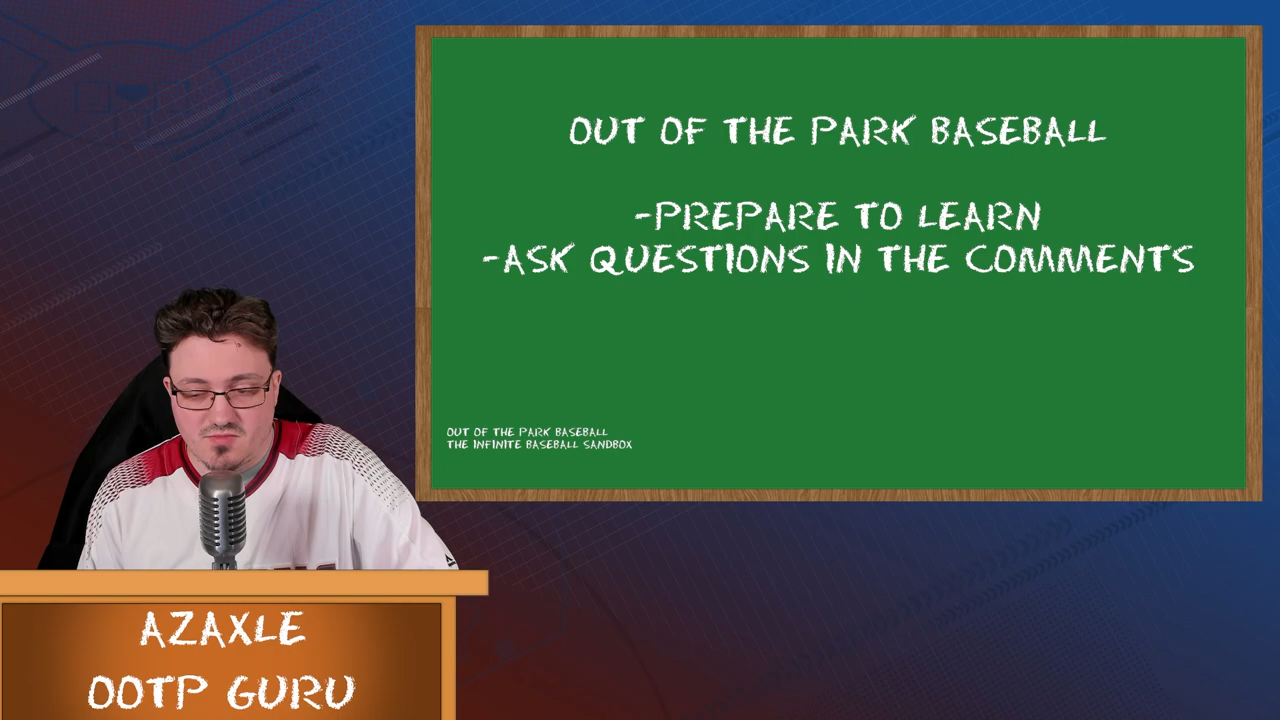 OUT OF THE PARK BASEBALL
-PREPARE TO LEARN
-ASK QUESTIONS IN THE COMMENTS
OUT OF THE PARK BASEBALL
THE INFINITE BASEBALL SANDBOX
AZAXLE
OOTP GURU